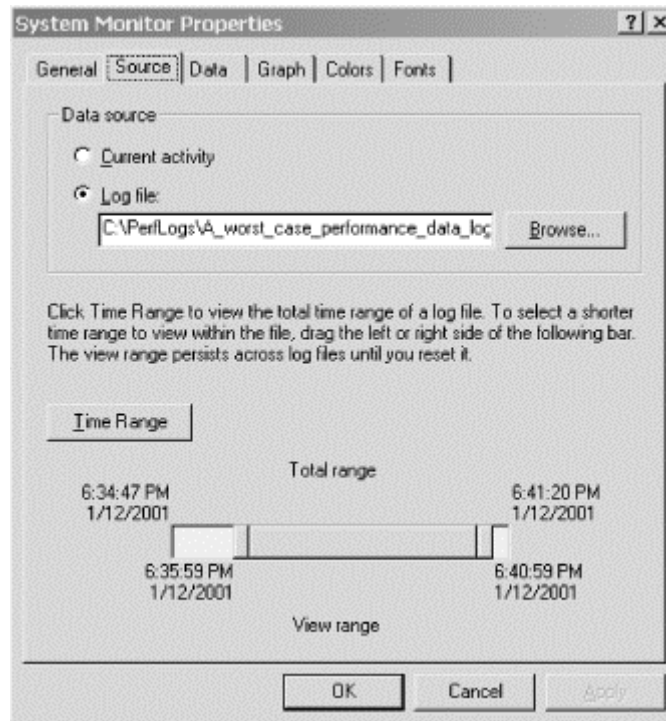 System Monitor Properties
General Source Data Graph Colors Fonts
Data source
Current activity
Log file:
C:\PerfLogs\A_worst_case_performance_data_log
Browse...
Click Time Range to view the total time range of a log file. To select a shorter
time range to view within the file, drag the left or right side of the following bar.
The view range persists across log files until you reset it.
Time Range
Total range
6:34:47 PM 6:41:20 PM
1/12/2001 1/12/2001
6:35:59 PM 6:40:59 PM
1/12/2001 1/12/2001
View range
OK Cancel Apply